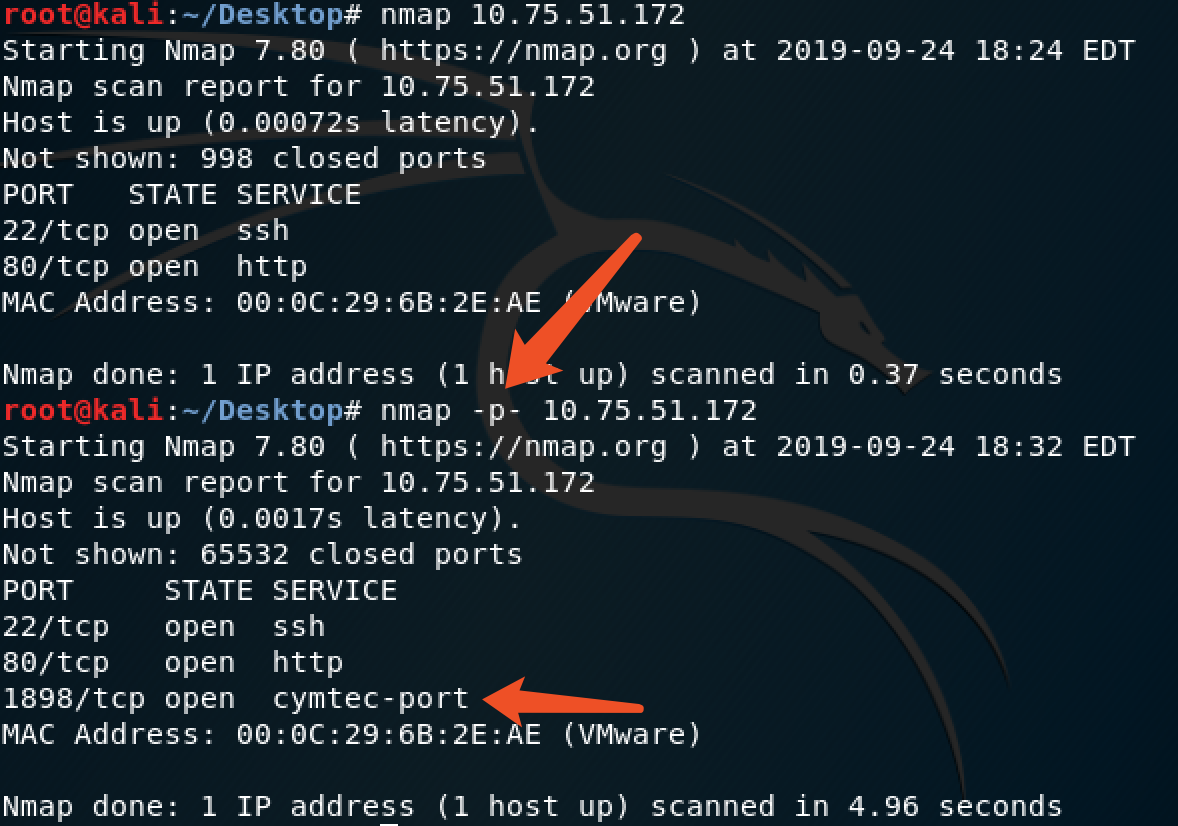 root@kali:~/Desktop# nmap 10.75.51.172
Starting Nmap 7.80 ( https://nmap.org ) at 2019-09-24 18:24 EDT
Nmap scan report for 10.75.51.172
Host is up (0.00072s latency).
Not shown: 998 closed ports
PORT   STATE SERVICE
22/tcp open  ssh
80/tcp open  http
MAC Address: 00:0C:29:6B:2E:AE (VMware)
Nmap done: 1 IP address (1 host up) scanned in 0.37 seconds
root@kali:~/Desktop# nmap -p- 10.75.51.172
Starting Nmap 7.80 ( https://nmap.org ) at 2019-09-24 18:32 EDT
Nmap scan report for 10.75.51.172
Host is up (0.0017s latency).
Not shown: 65532 closed ports
PORT     STATE SERVICE
22/tcp   open  ssh
80/tcp   open  http
1898/tcp open  cymtec-port
MAC Address: 00:0C:29:6B:2E:AE (VMware)
Nmap done: 1 IP address (1 host up) scanned in 4.96 seconds